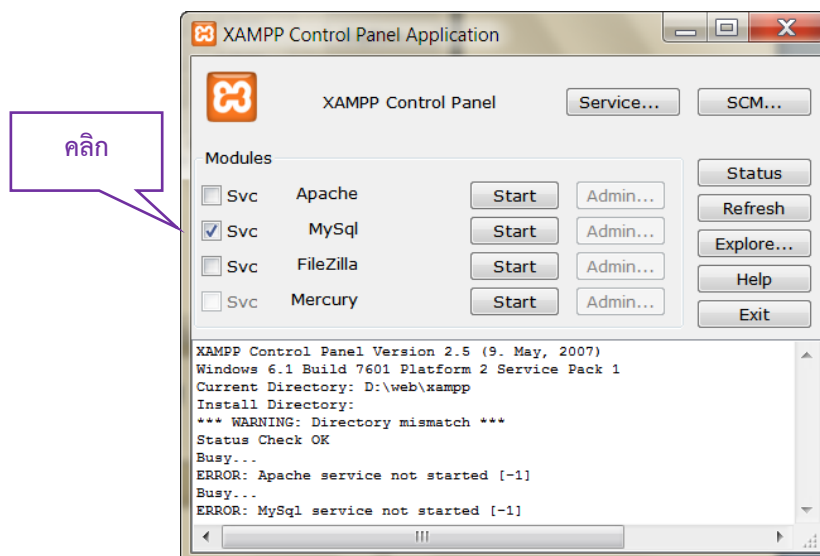 XAMPP Control Panel Application
XAMPP Control Panel Service... SCM...
คลิก
Modules
Svc Apache Start Admin...
Svc MySql Start Admin...
Svc FileZilla Start Admin...
Svc Mercury Start Admin...
Status
Refresh
Explore...
Help
Exit
XAMPP Control Panel Version 2.5 (9. May, 2007)
Windows 6.1 Build 7601 Platform 2 Service Pack 1
Current Directory: D:\web\xampp
Install Directory:
*** WARNING: Directory mismatch ***
Status Check OK
Busy...
ERROR: Apache service not started [-1]
Busy...
ERROR: MySql service not started [-1]